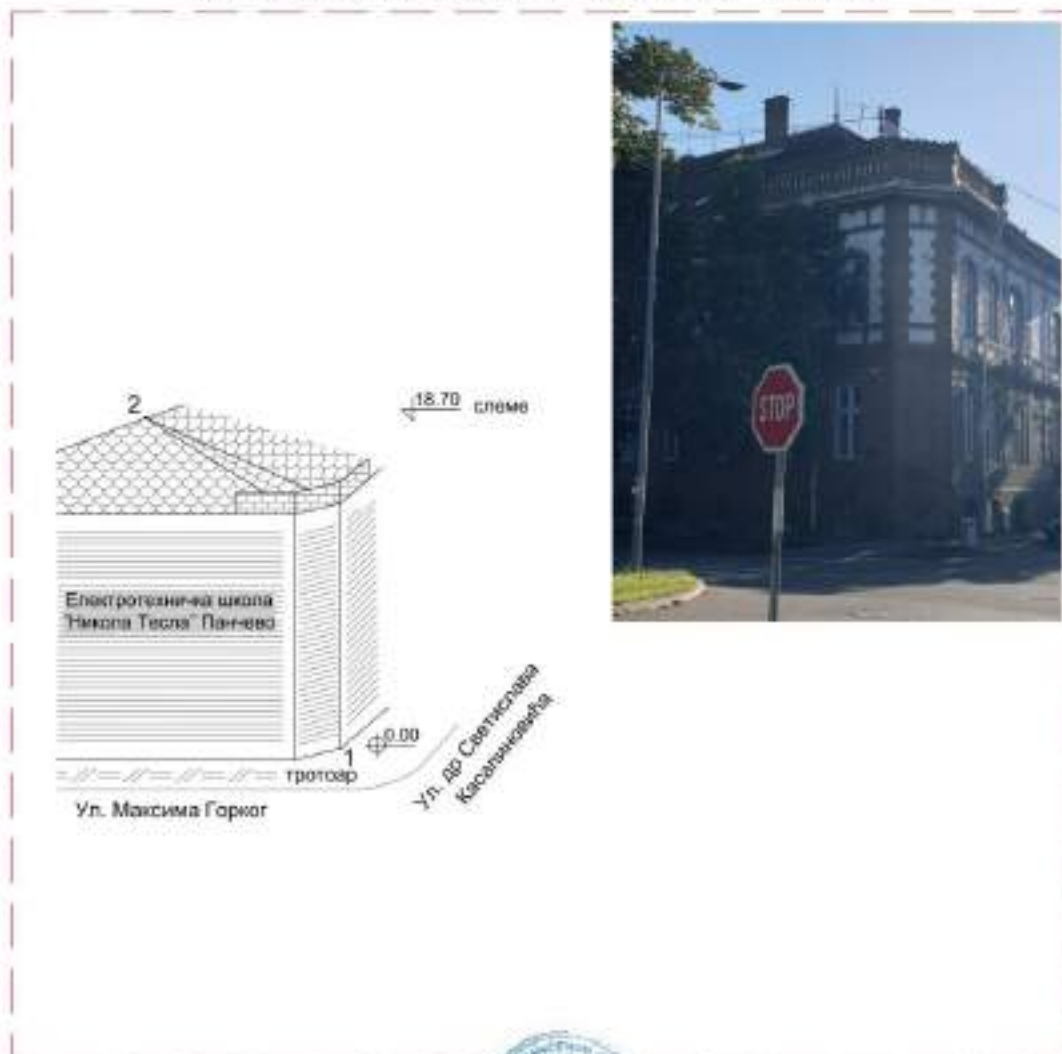 2
18.70 слеме
STOP
Електротехничка школа
"Никола Тесла" Панчево
0.00
1
тротоар
Ул. др Светислава
Касапиновића
Ул. Максима Горког